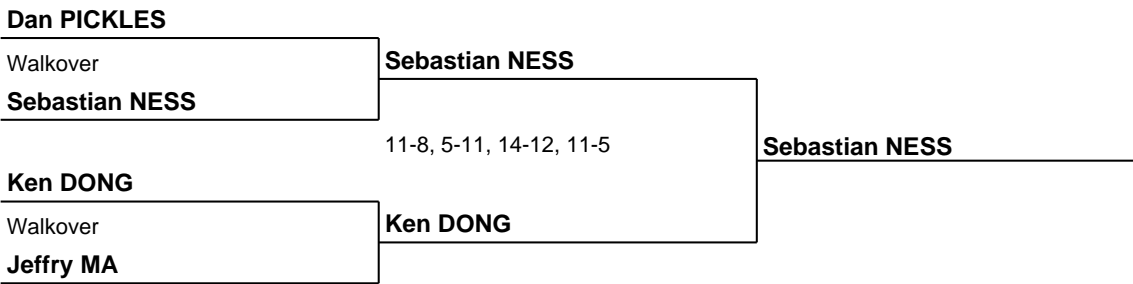 Dan PICKLES
Walkover
Sebastian NESS
Sebastian NESS
11-8, 5-11, 14-12, 11-5
Sebastian NESS
Ken DONG
Walkover
Ken DONG
Jeffry MA